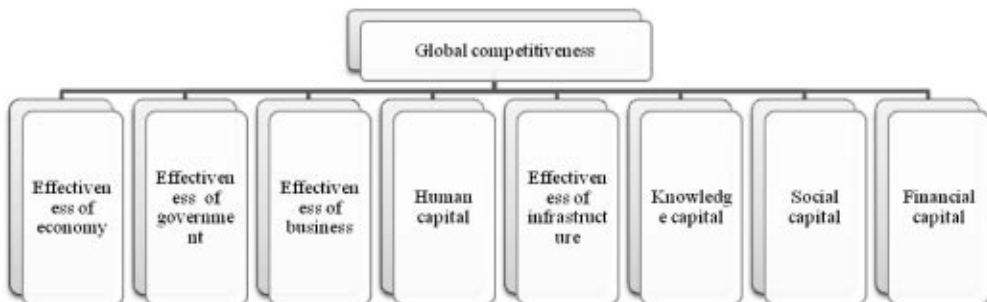 Global competitiveness
Effectiven
ess of
economy
Effectiven
ess of
governme
nt
Effectiven
ess of
business
Human
capital
Effectiven
ess of
infrastruct
ure
Knowledg
e capital
Social
capital
Financial
capital